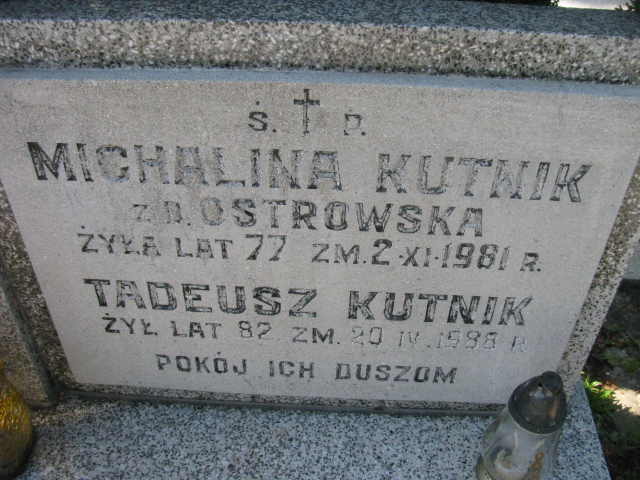 Ś. P.
MICHALINA KUTNIK
Z D. OSTROWSKA
ŻYŁA LAT 77 ZM. 2·XI·1981 R.
TADEUSZ KUTNIK
ŻYŁ LAT 82 ZM. 20 IV. 1988 R
POKÓJ ICH DUSZOM